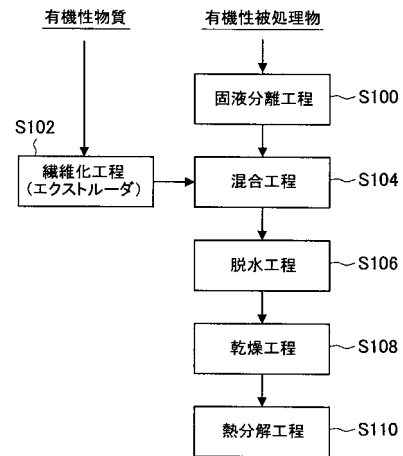 有機性物質
有機性被処理物
固液分離工程
S100
S102
繊維化工程
(エクストルーダ)
混合工程
S104
脱水工程
S106
乾燥工程
S108
熱分解工程
S110